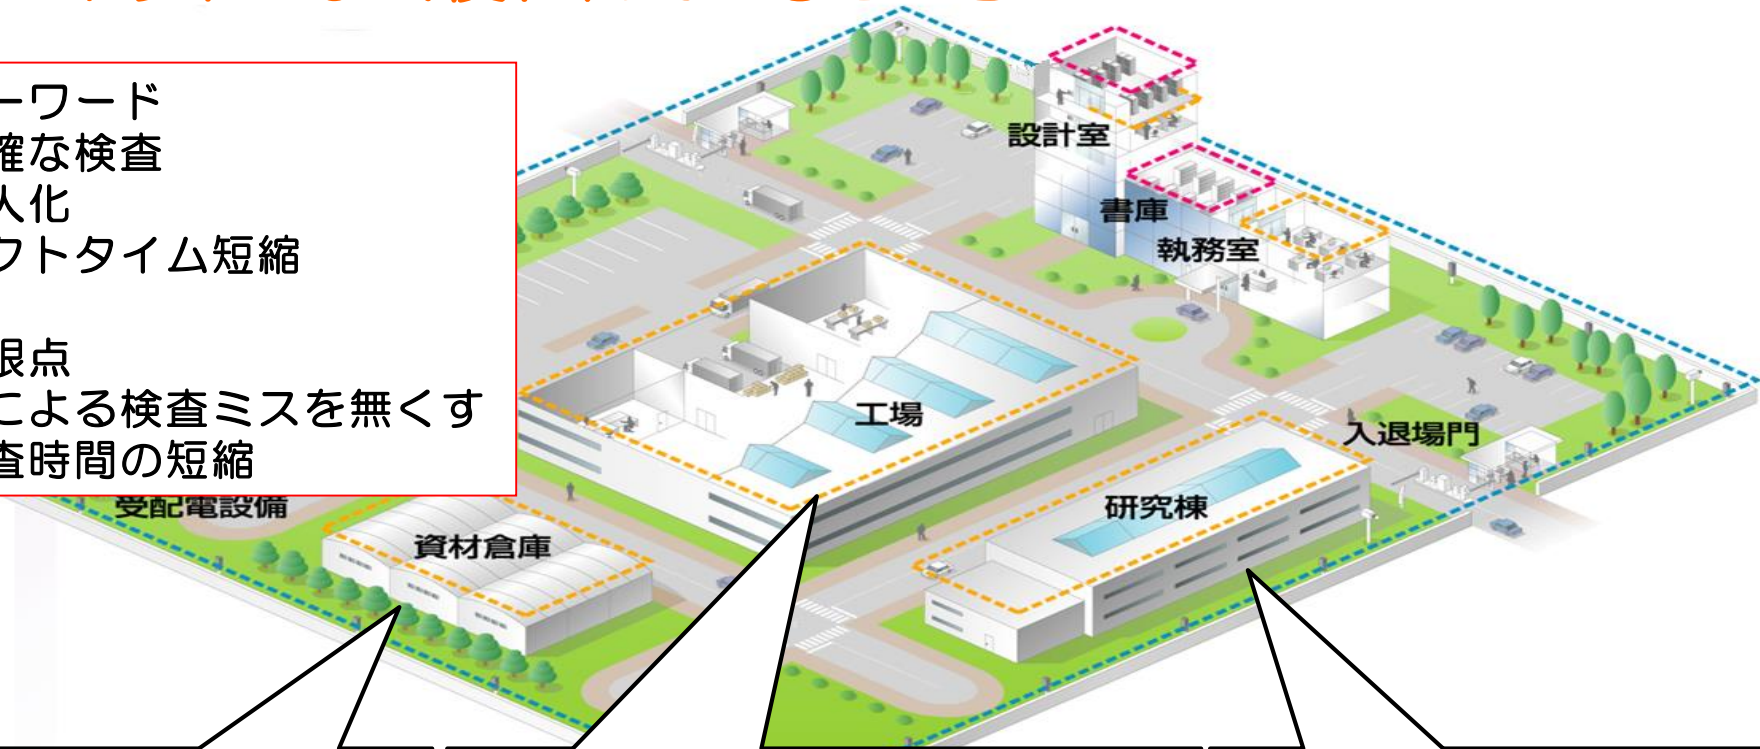 ーワード
確な検査
人化
クトタイム短縮
眼点
による検査ミスを無くす
査時間の短縮
設計室
書庫
執務室
工場
入退場門
研究棟
受配電設備
資材倉庫